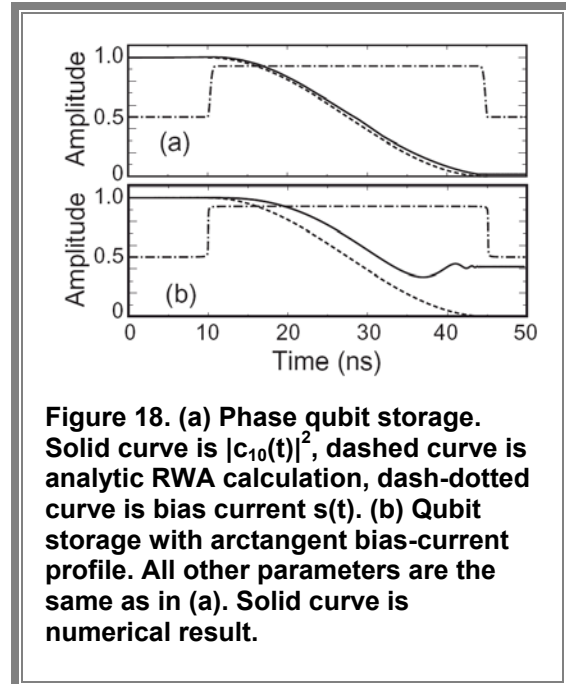 1.0
Amplitude
0.5
(a)
0
1.0
Amplitude
0.5
(b)
0
0 10 20 30 40 50
Time (ns)
Figure 18. (a) Phase qubit storage.
Solid curve is |c₁₀(t)|², dashed curve is
analytic RWA calculation, dash-dotted
curve is bias current s(t). (b) Qubit
storage with arctangent bias-current
profile. All other parameters are the
same as in (a). Solid curve is
numerical result.